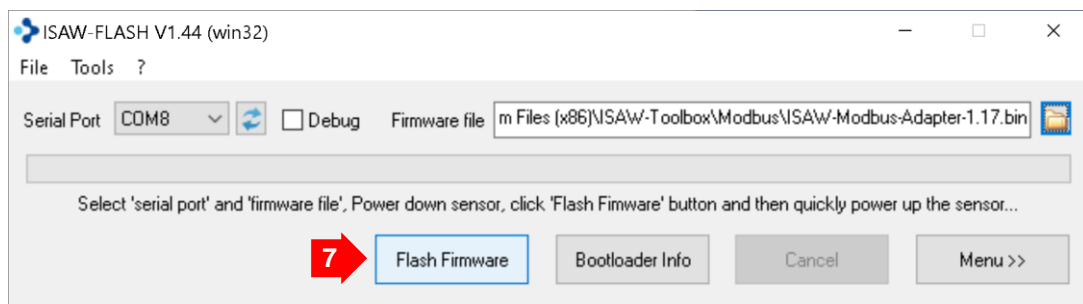 ISAW-FLASH V1.44 (win32)
File Tools ?
Serial Port COM8 Debug Firmware file m Files (x86)\ISAW-Toolbox\Modbus\ISAW-Modbus-Adapter-1.17.bin
Select 'serial port' and 'firmware file', Power down sensor, click 'Flash Fimware' button and then quickly power up the sensor...
7 Flash Firmware Bootloader Info Cancel Menu >>